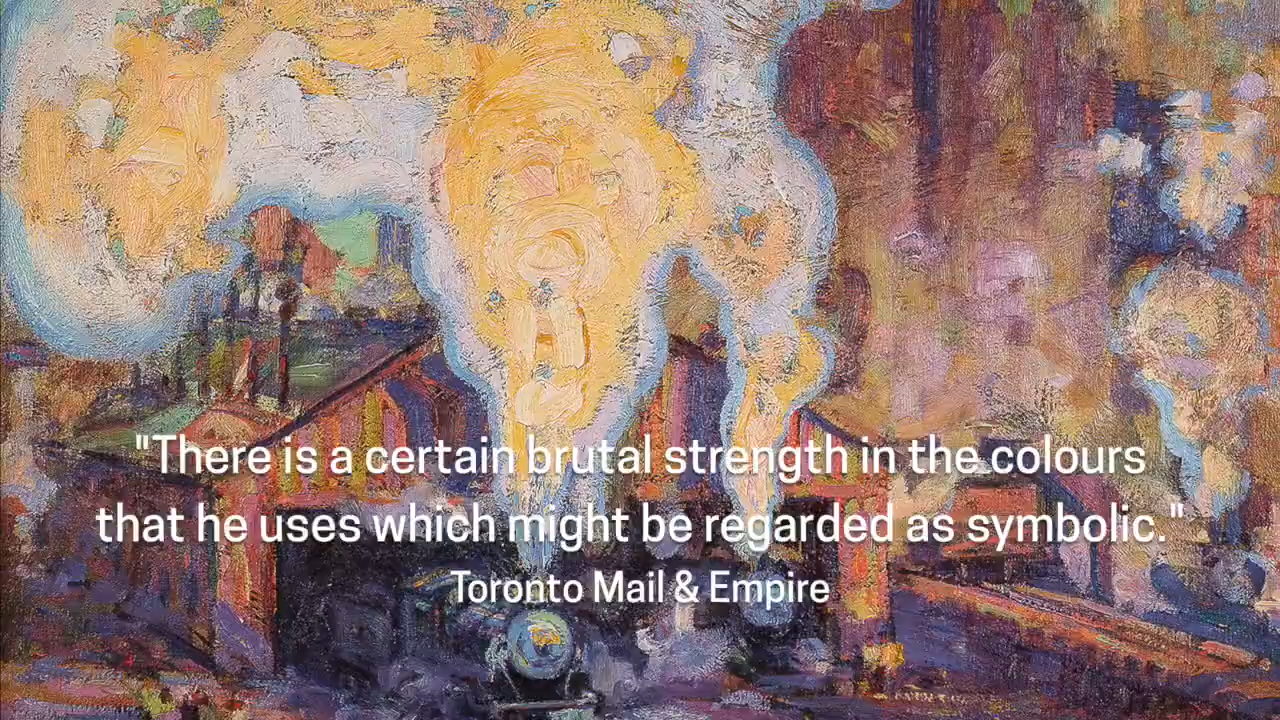 "There is a certain brutal strength in the colours
that he uses which might be regarded as symbolic."
Toronto Mail & Empire